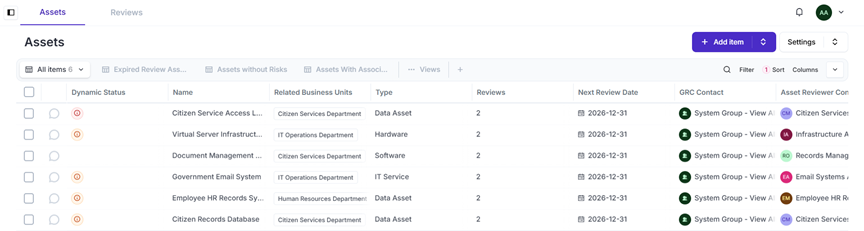 Assets Reviews AA
Assets + Add item Settings
All items 6 Expired Review Ass... Assets without Risks Assets With Associ... ... Views + Filter 1 Sort Columns
Dynamic Status Name Related Business Units Type Reviews Next Review Date GRC Contact Asset Reviewer Con
Citizen Service Access L... Citizen Services Department Data Asset 2 2026-12-31 System Group - View A CM Citizen Services
Virtual Server Infrastruct... IT Operations Department Hardware 2 2026-12-31 System Group - View A IA Infrastructure A
Document Management ... Citizen Services Department Software 2 2026-12-31 System Group - View A RO Records Manag
Government Email System IT Operations Department IT Service 2 2026-12-31 System Group - View A EA Email Systems A
Employee HR Records Sy... Human Resources Department Data Asset 2 2026-12-31 System Group - View A EM Employee HR R
Citizen Records Database Citizen Services Department Data Asset 2 2026-12-31 System Group - View A CM Citizen Services